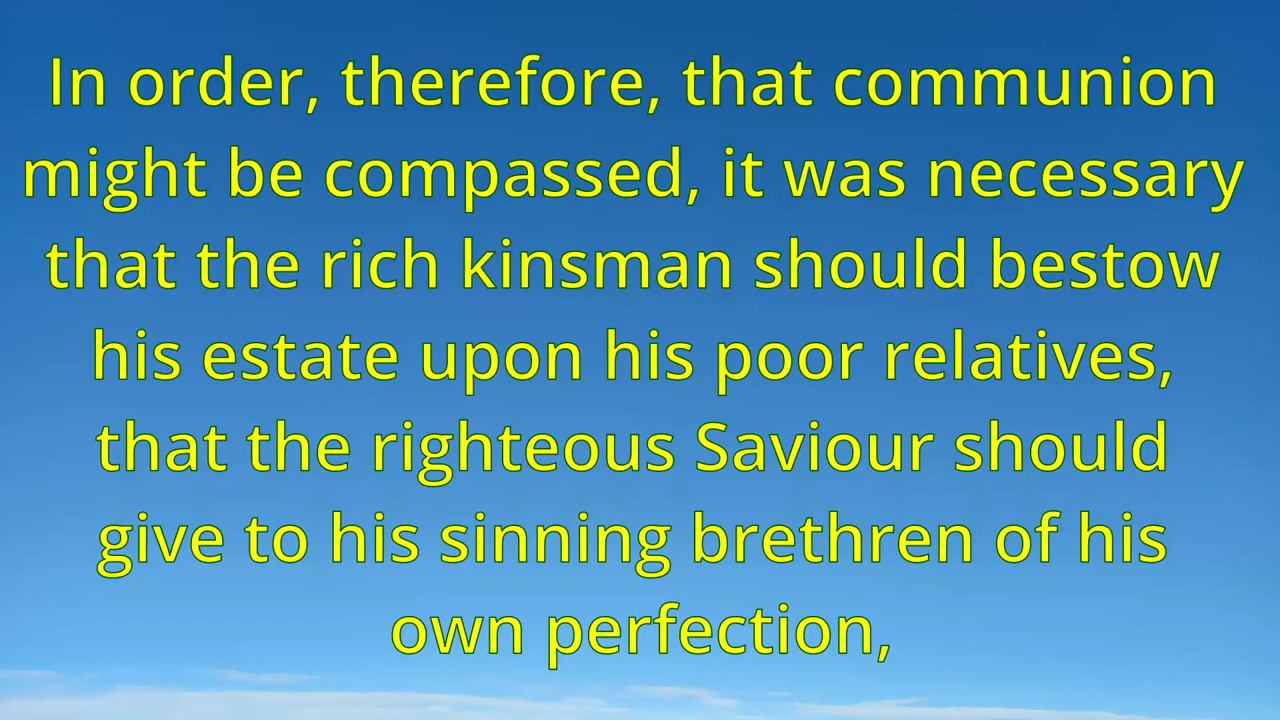 In order, therefore, that communion
might be compassed, it was necessary
that the rich kinsman should bestow
his estate upon his poor relatives,
that the righteous Saviour should
give to his sinning brethren of his
own perfection,